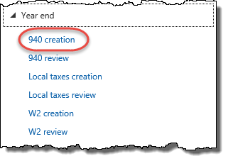 Year end
940 creation
940 review
Local taxes creation
Local taxes review
W2 creation
W2 review